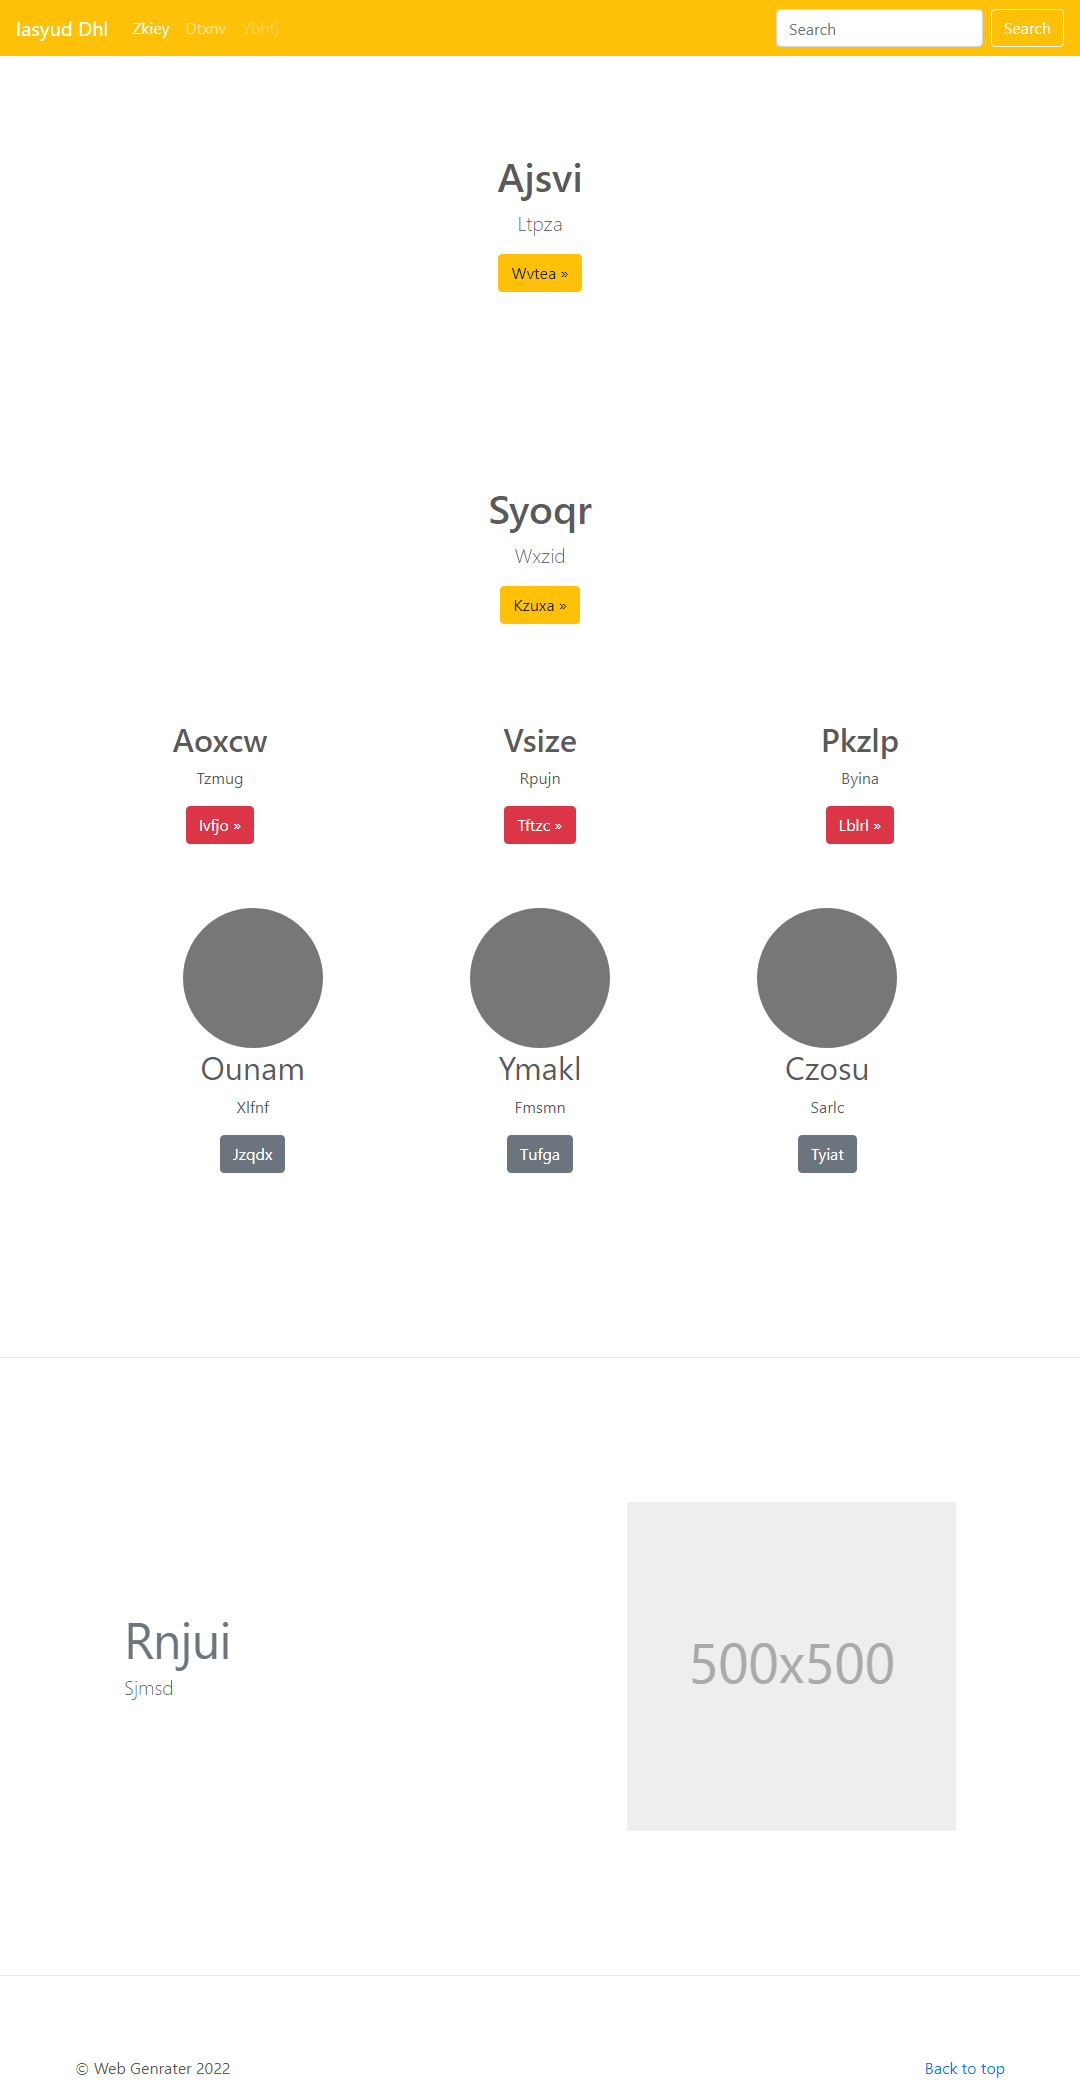 Iasyud Dhl Zkiey Dtxnv Ybhtj Search Search
Ajsvi
Ltpza
Wvtea »
Syoqr
Wxzid
Kzuxa »
Aoxcw Vsize Pkzlp
Tzmug Rpujn Byina
Ivfjo » Tftzc » Lblrl »
Ounam Ymakl Czosu
Xlfnf Fmsmn Sarlc
Jzqdx Tufga Tyiat
Rnjui
Sjmsd
500x500
© Web Genrater 2022 Back to top